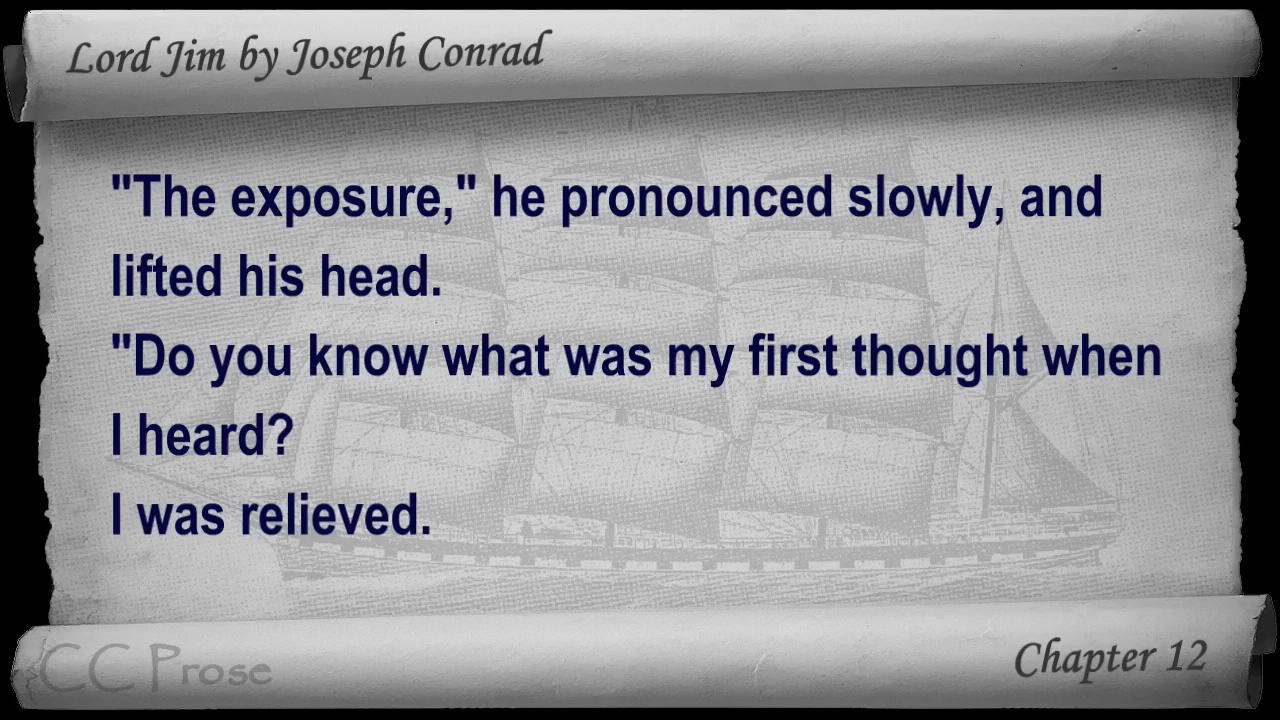 Lord Jim by Joseph Conrad
"The exposure," he pronounced slowly, and
lifted his head.
"Do you know what was my first thought when
I heard?
I was relieved.
CC Prose
Chapter 12